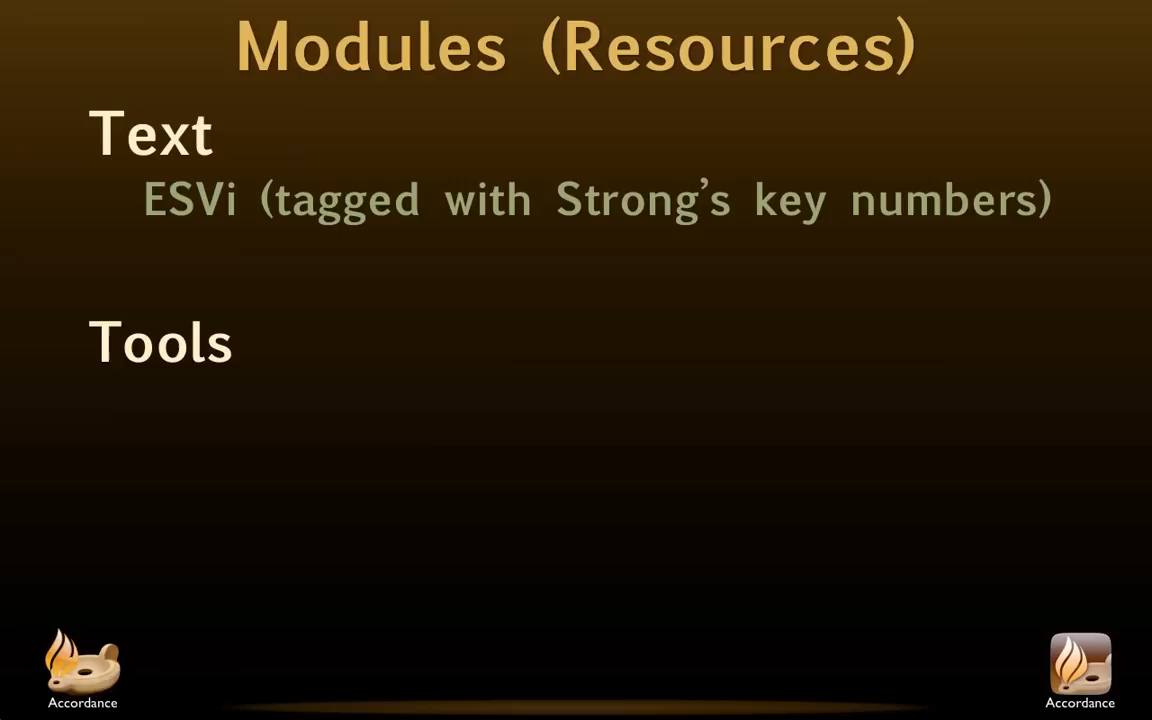 Modules (Resources)
Text
ESVi (tagged with Strong’s key numbers)
Tools
Accordance
Accordance